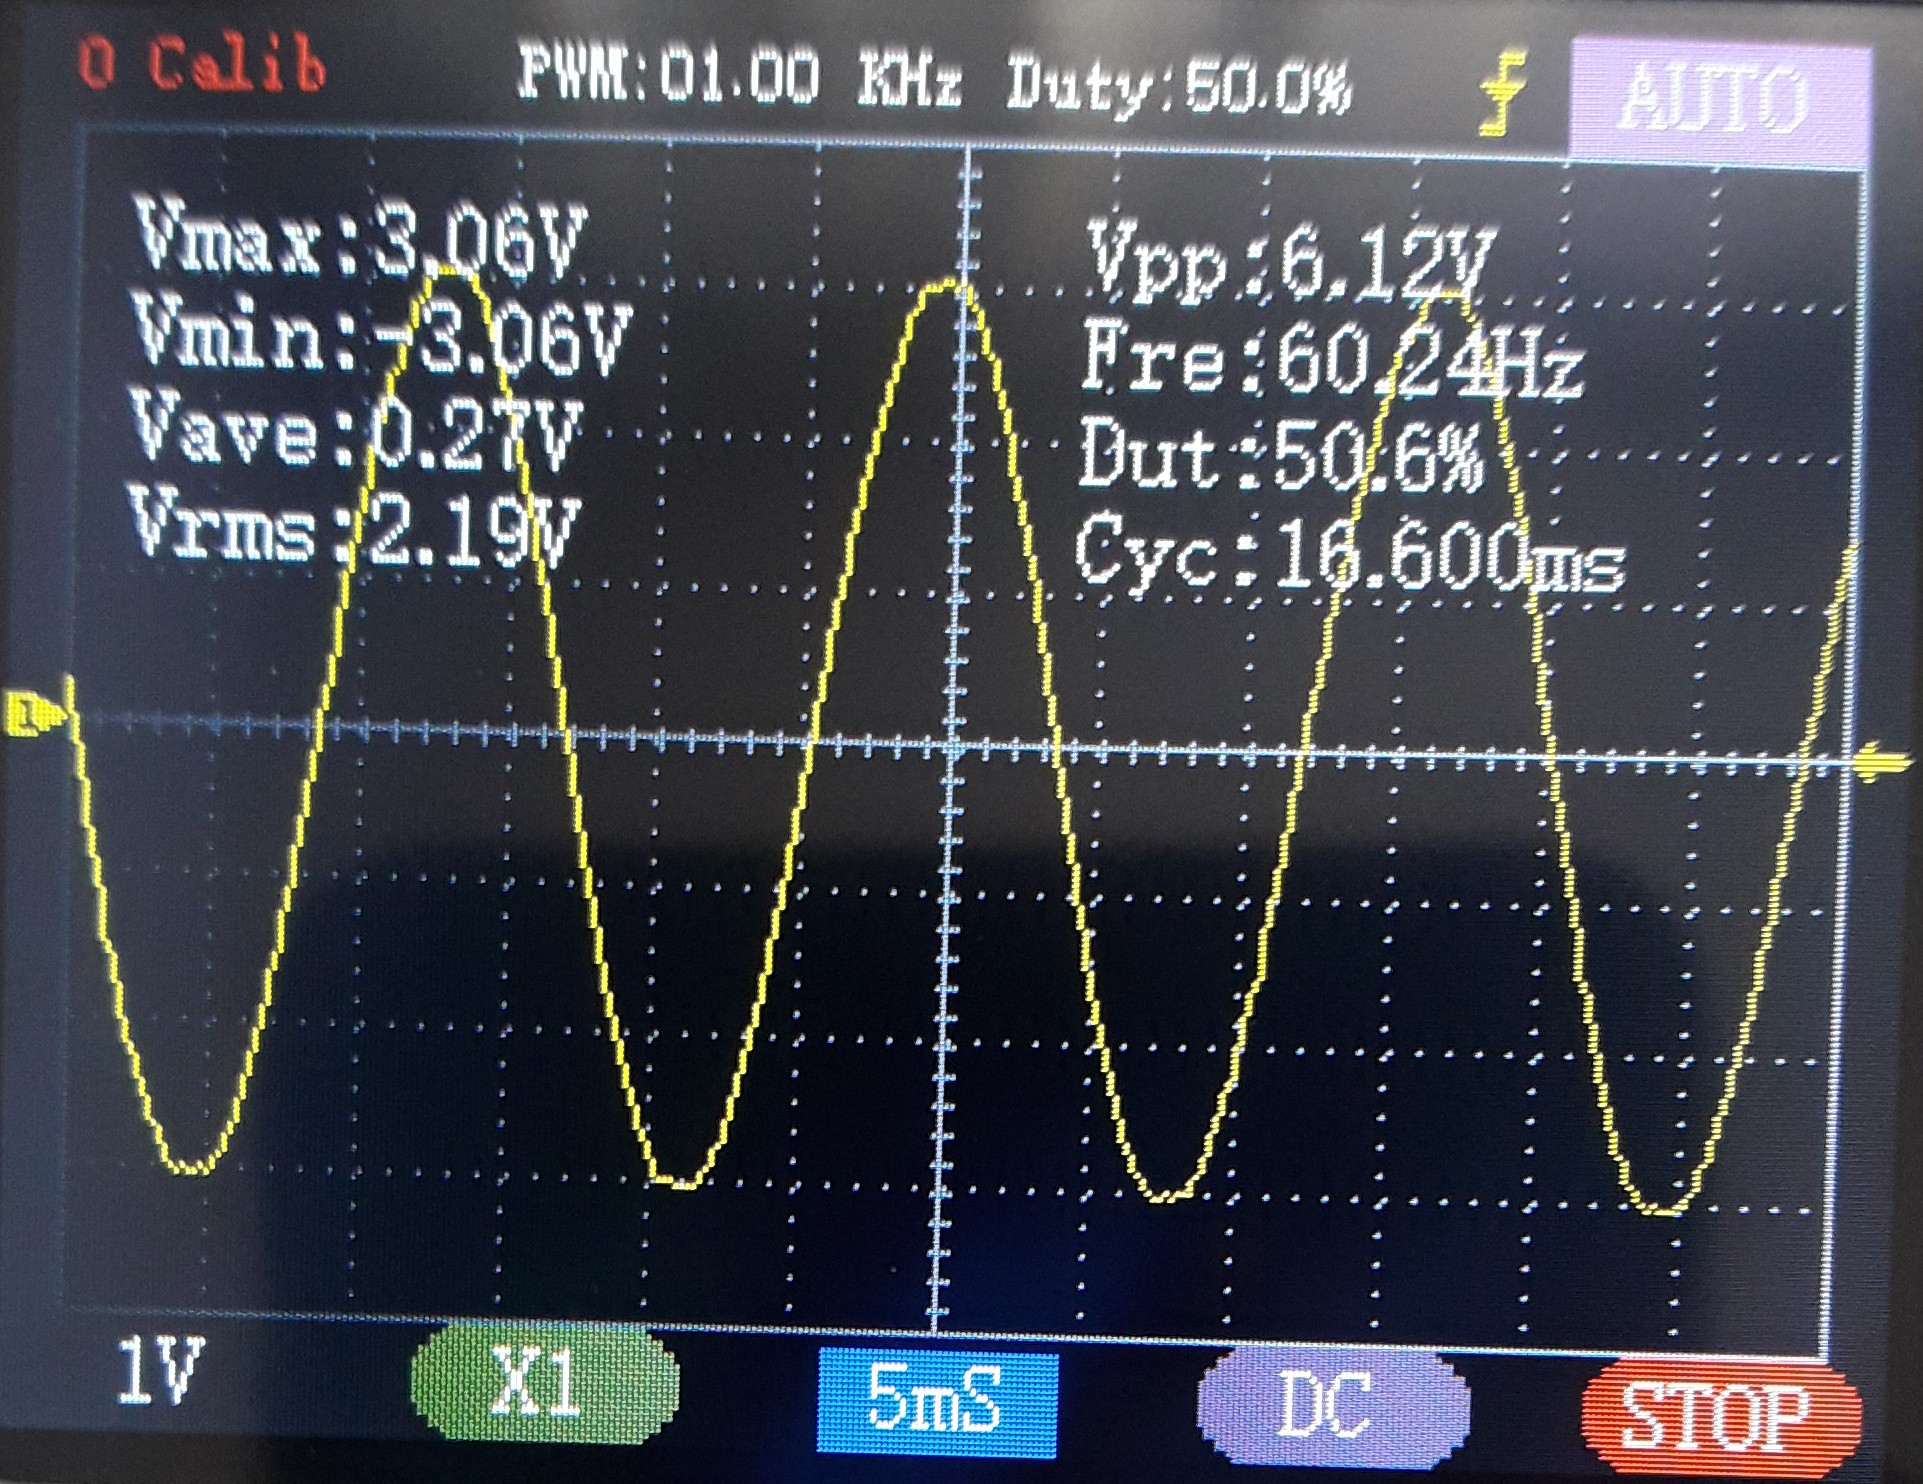 O Calib PWM:01.00 KHz Duty:50.0% AUTO
Vmax:3.06V Vpp:6.12V
Vmin:-3.06V Fre:60.24Hz
Vave:0.27V Dut:50.6%
Vrms:2.19V Cyc:16.600ms
1
1V X1 5mS DC STOP